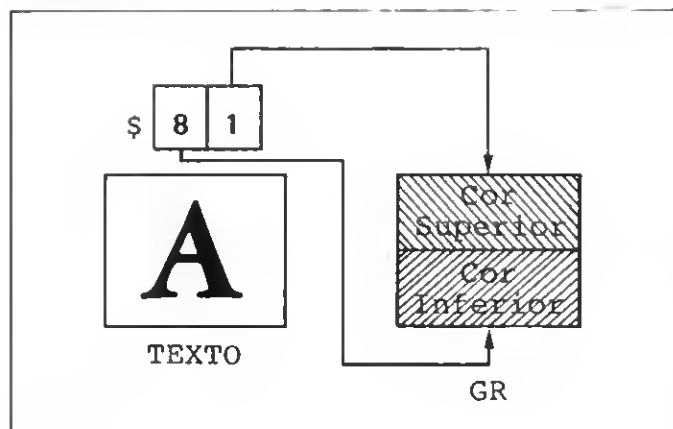 $ 8 1
A
TEXTO
Cor
Superior
Cor
Inferior
GR